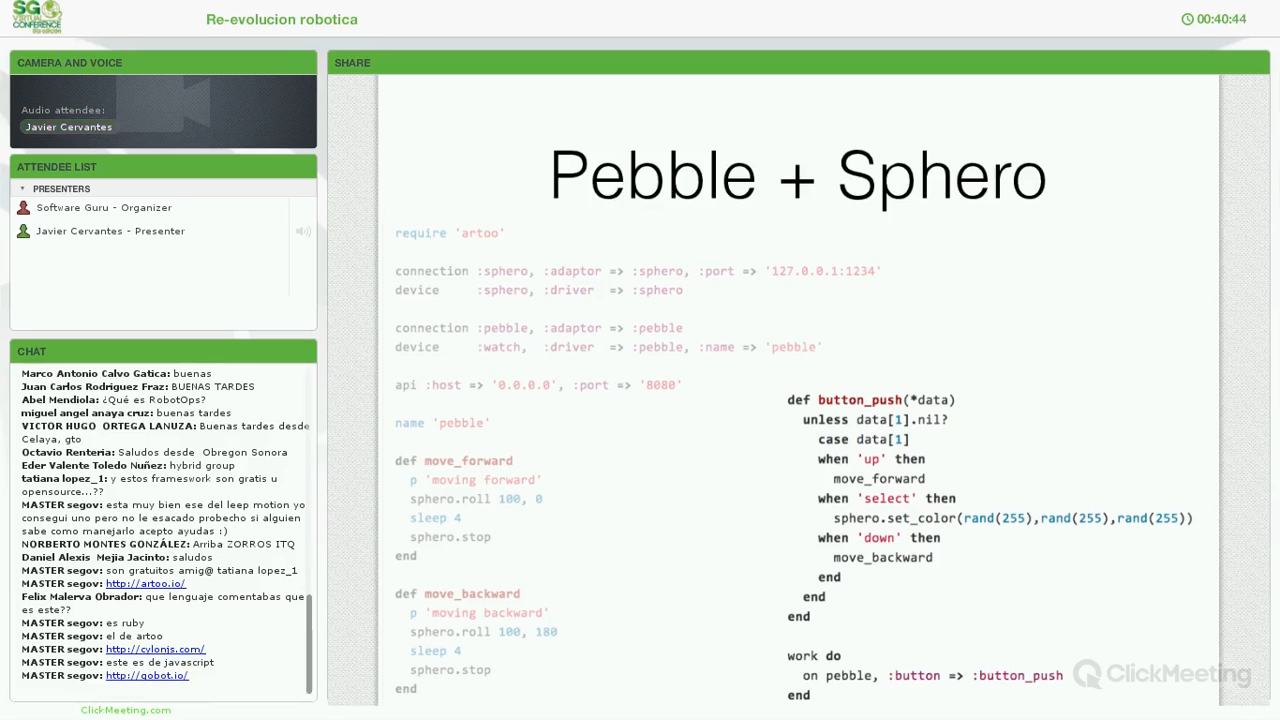 SG
VIRTUAL
CONFERENCE
Re-evolucion robotica
00:40:44
CAMERA AND VOICE
Audio attendee:
Javier Cervantes
ATTENDEE LIST
PRESENTERS
Software Guru - Organizer
Javier Cervantes - Presenter
CHAT
Marco Antonio Calvo Gatica: buenas
Juan Carlos Rodriguez Fraz: BUENAS TARDES
Abel Mendiola: ¿Qué es RobotOps?
miguel angel anaya cruz: buenas tardes
VICTOR HUGO ORTEGA LANUZA: Buenas tardes desde
Celaya, gto
Octavio Renteria: Saludos desde Obregon Sonora
Eder Valente Toledo Nuñez: hybrid group
tatiana lopez_1: y estos framewsork son gratis u
opensource...??
MASTER segov: esta muy bien ese del leep motion yo
consegui uno pero no le esacado probecho si alguien
sabe como manejarlo acepto ayudas :)
NORBERTO MONTES GONZÁLEZ: Arriba ZORROS ITQ
Daniel Alexis Mejia Jacinto: saludos
MASTER segov: son gratuitos amig@ tatiana lopez_1
MASTER segov: http://artoo.io/
Felix Malerva Obrador: que lenguaje comentabas que
es este??
MASTER segov: es ruby
MASTER segov: el de artoo
MASTER segov: http://cylonjs.com/
MASTER segov: este es de javascript
MASTER segov: http://gobot.io/
ClickMeeting.com
SHARE
Pebble + Sphero
require 'artoo'
connection :sphero, :adaptor => :sphero, :port => '127.0.0.1:1234'
device :sphero, :driver => :sphero
connection :pebble, :adaptor => :pebble
device :watch, :driver => :pebble, :name => 'pebble'
api :host => '0.0.0.0', :port => '8080'
name 'pebble'
def move_forward
p 'moving forward'
sphero.roll 100, 0
sleep 4
sphero.stop
end
def move_backward
p 'moving backward'
sphero.roll 100, 180
sleep 4
sphero.stop
end
def button_push(*data)
unless data[1].nil?
case data[1]
when 'up' then
move_forward
when 'select' then
sphero.set_color(rand(255),rand(255),rand(255))
when 'down' then
move_backward
end
end
end
work do
on pebble, :button => :button_push
end
ClickMeeting